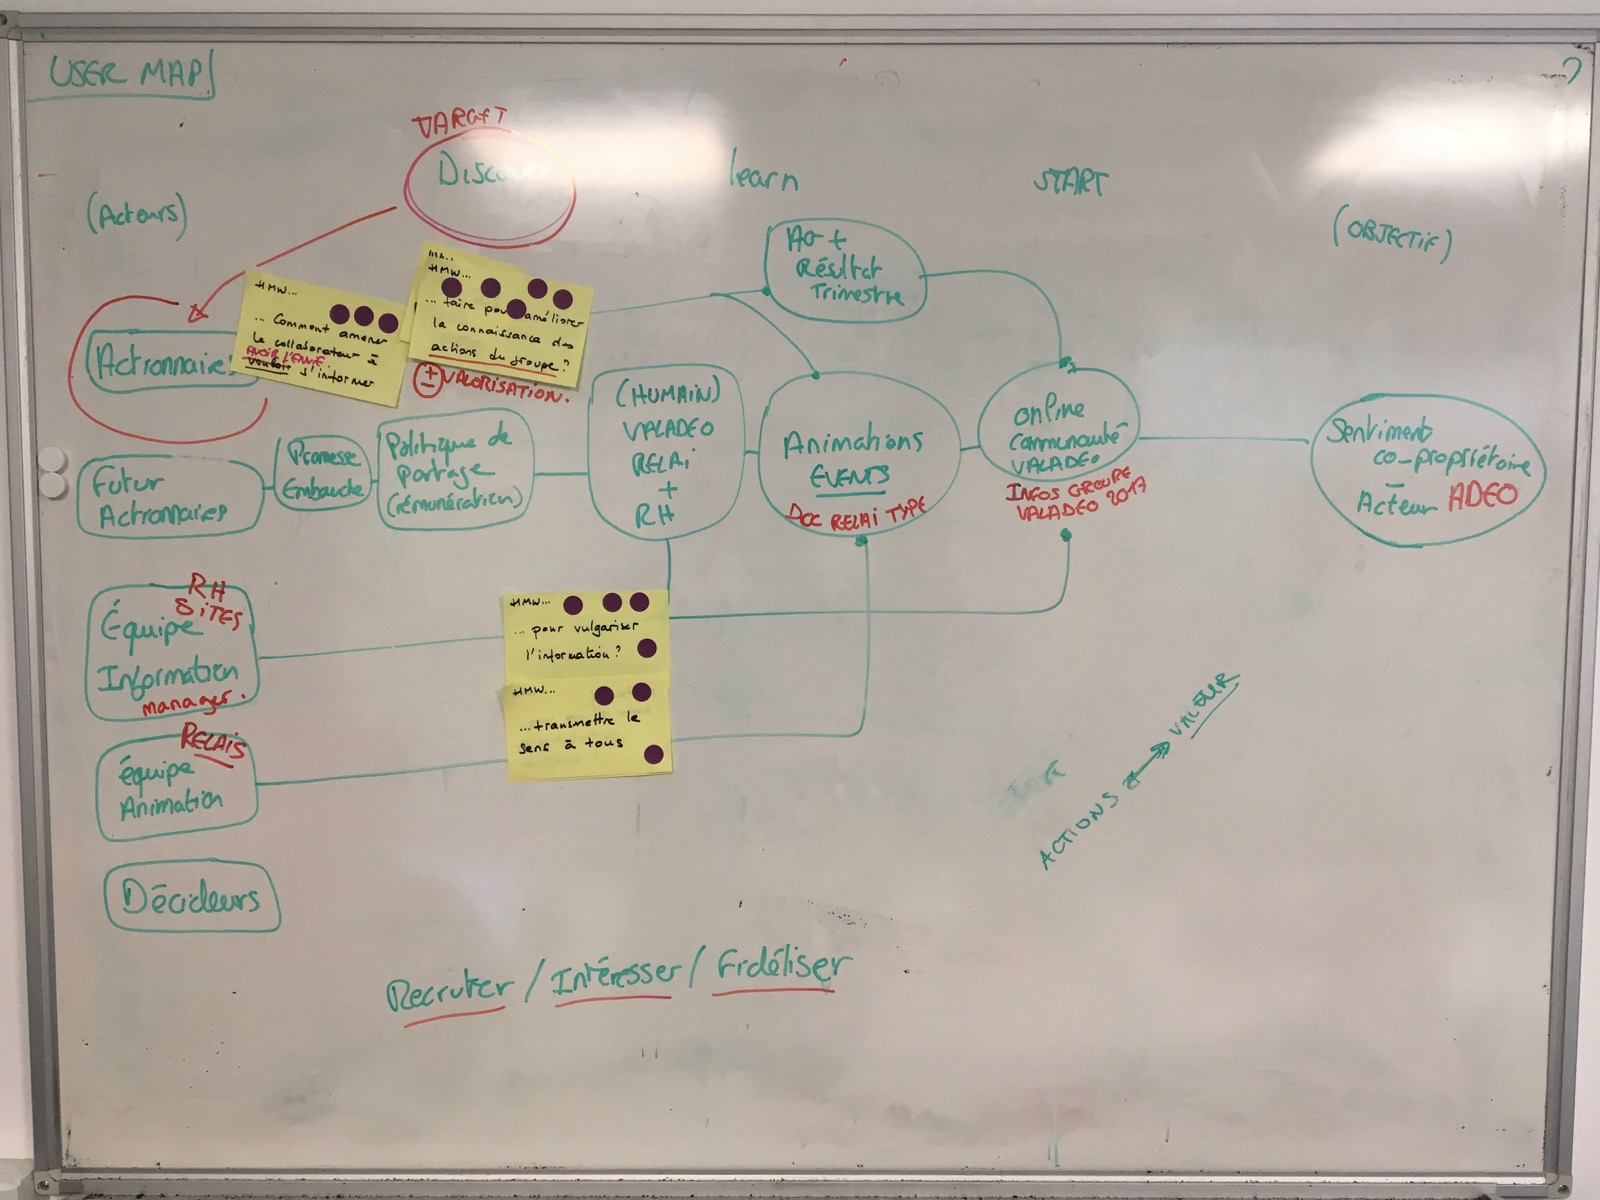 USER MAP
TARGET
Discover
learn
START
(Acteurs)
(OBJECTIF)
AG +
Résultat
Trimestre
HMW...
... Comment amener
le collaborateur à
AVOIR L'ENVIE
vouloir s'informer
HMW...
... faire pour améliorer
la connaissance des
actions du groupe?
+
- VALORISATION.
Actionnaires
Futur
Actionnaires
Promesse
Embauche
Politique de
Partage
(rémunération)
(HUMAIN)
VALADEO
RELAI
+
RH
Animations
EVENTS
DOC RELAI TYPE
online
Communauté
VALADEO
INFOS GROUPE
VALADEO 2017
Sentiment
co-propriétaire
-
Acteur ADEO
RH
SITES
Équipe
Information
manager.
HMW...
... pour vulgariser
l'information?
HMW...
...transmettre le
sens à tous
RELAIS
équipe
Animation
Décideurs
ACTIONS ↔ VALEUR
Recruter / Intéresser / Fidéliser